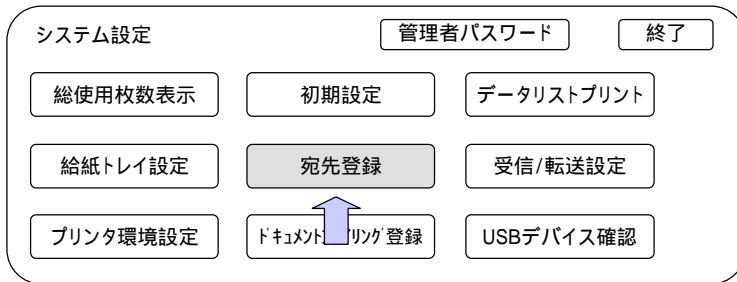 システム設定 管理者パスワード 終了
総使用枚数表示 初期設定 データリストプリント
給紙トレイ設定 宛先登録 受信/転送設定
プリンタ環境設定 ﾄﾞｷｭﾒﾝﾄ ﾘﾝｸﾞ登録 USBデバイス確認